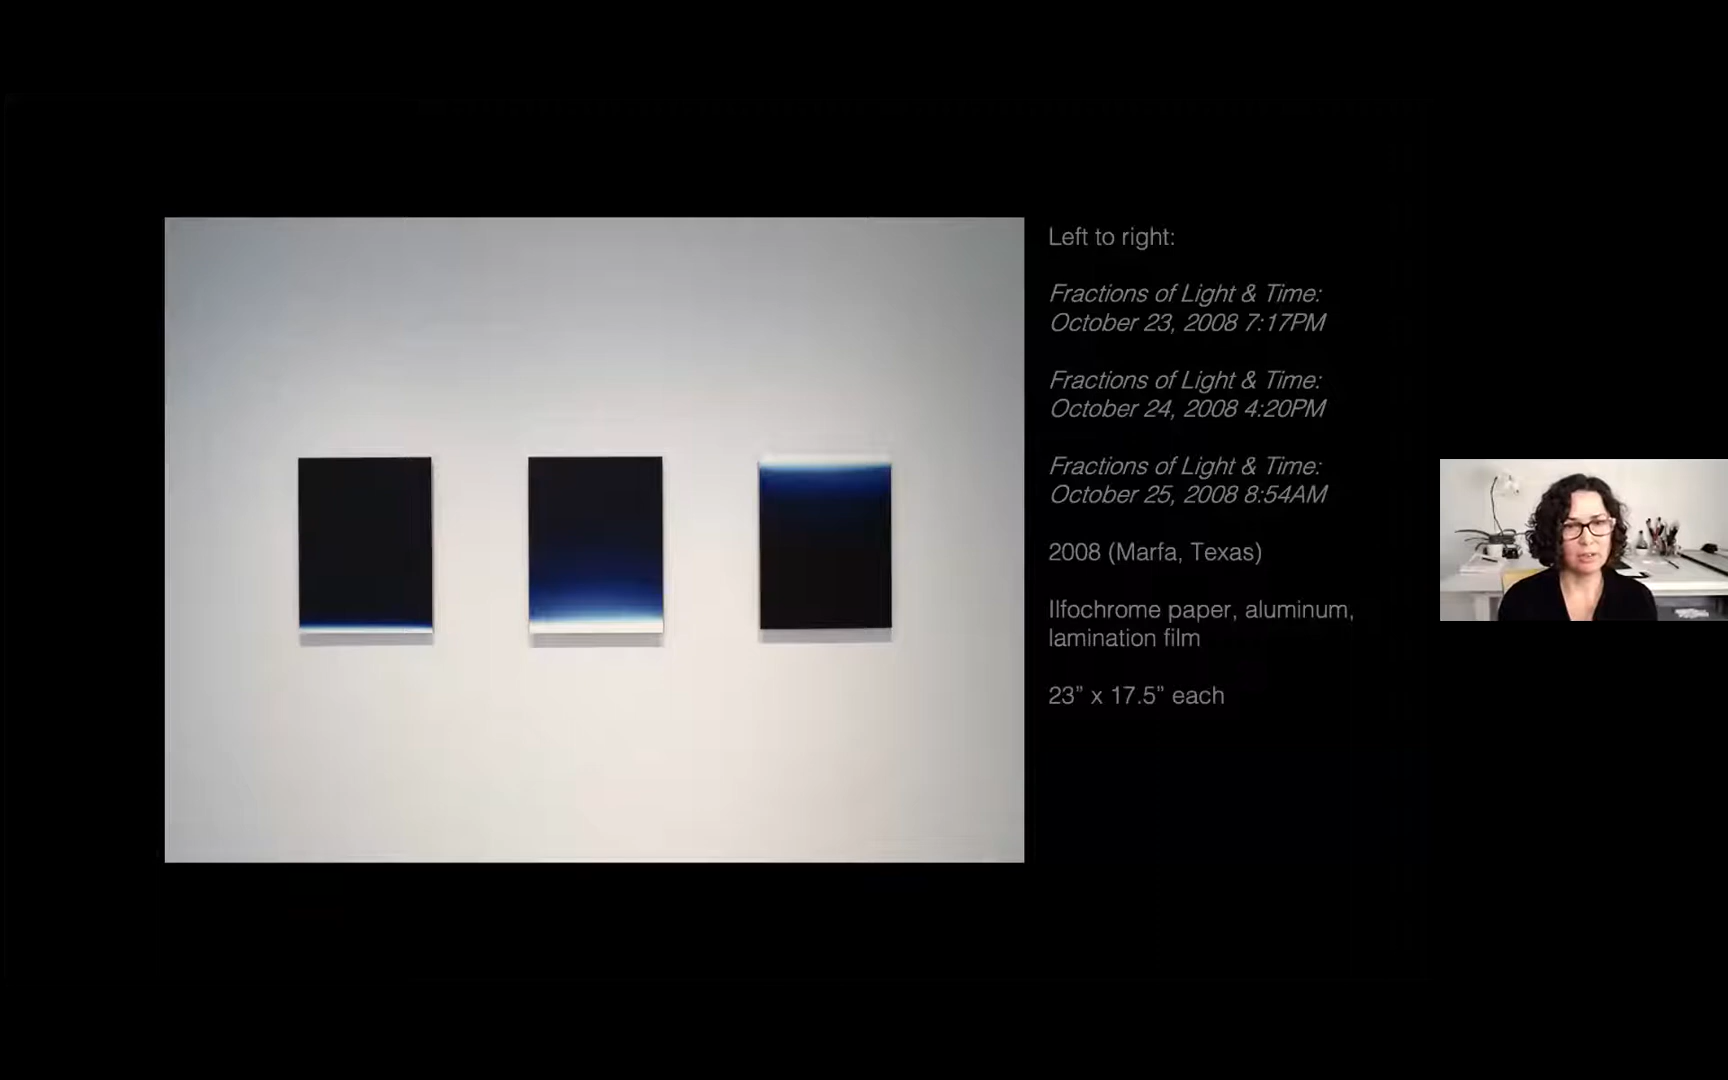 Left to right:
Fractions of Light & Time:
October 23, 2008 7:17PM
Fractions of Light & Time:
October 24, 2008 4:20PM
Fractions of Light & Time:
October 25, 2008 8:54AM
2008 (Marfa, Texas)
Ilfochrome paper, aluminum,
lamination film
23” x 17.5” each